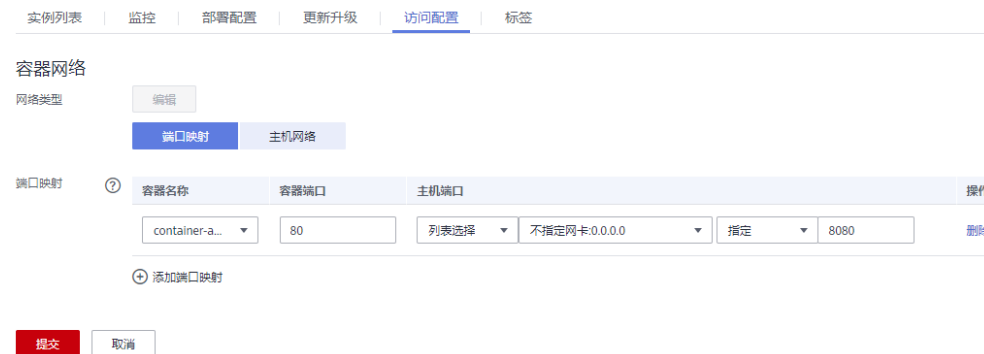 实例列表 监控 部署配置 更新升级 访问配置 标签
容器网络
网络类型 编辑
端口映射 主机网络
端口映射 ? 容器名称 容器端口 主机端口 操作
container-a... 80 列表选择 不指定网卡:0.0.0.0 指定 8080 删除
添加端口映射
提交 取消